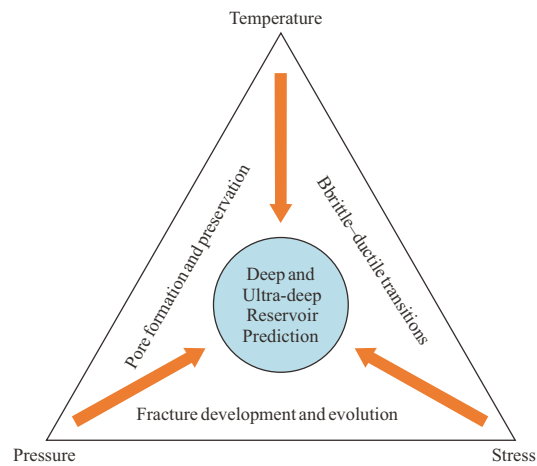 Temperature
Pore formation and preservation
Bbrittle–ductile transitions
Deep and
Ultra-deep
Reservoir
Prediction
Fracture development and evolution
Pressure
Stress